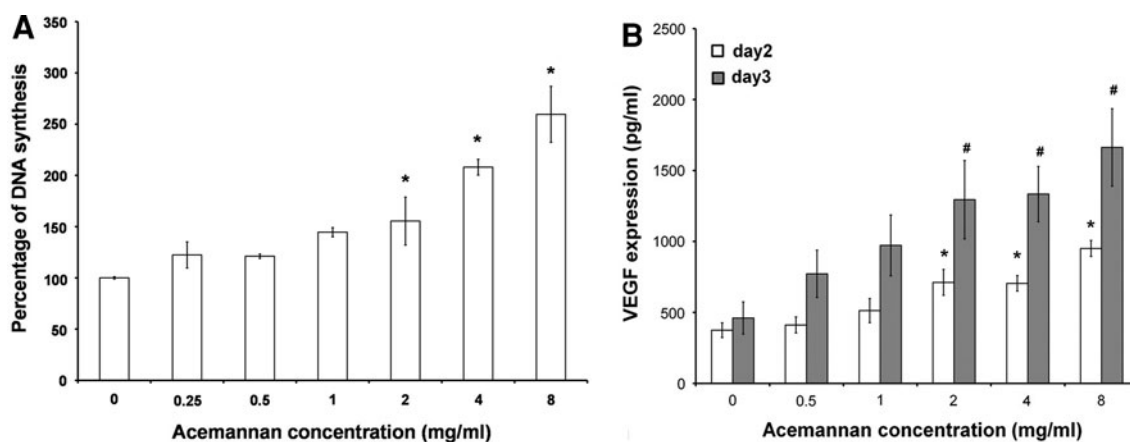 A
Percentage of DNA synthesis
350
300
250
200
150
100
50
0
*
*
*
0 0.25 0.5 1 2 4 8
Acemannan concentration (mg/ml)
B
VEGF expression (pg/ml)
2500
2000
1500
1000
500
0
day2
day3
#
#
#
*
*
*
0 0.5 1 2 4 8
Acemannan concentration (mg/ml)